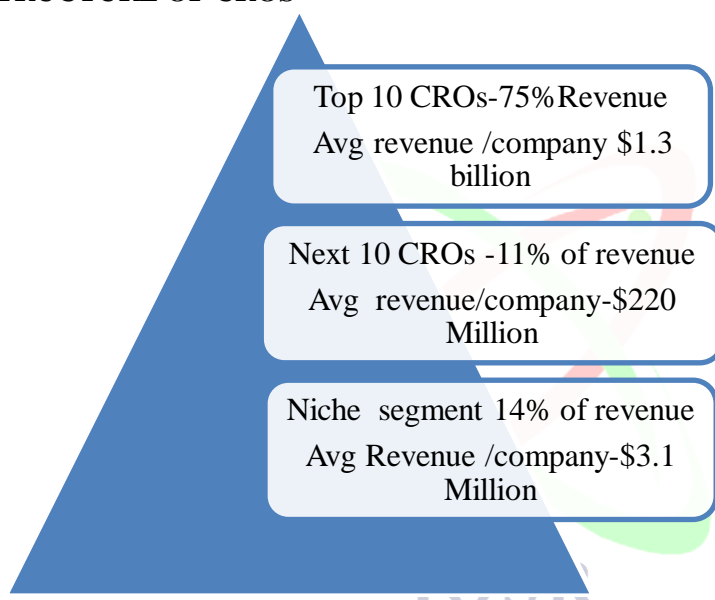 Top 10 CROs-75%Revenue
Avg revenue /company $1.3
billion
Next 10 CROs -11% of revenue
Avg revenue/company-$220
Million
Niche segment 14% of revenue
Avg Revenue /company-$3.1
Million